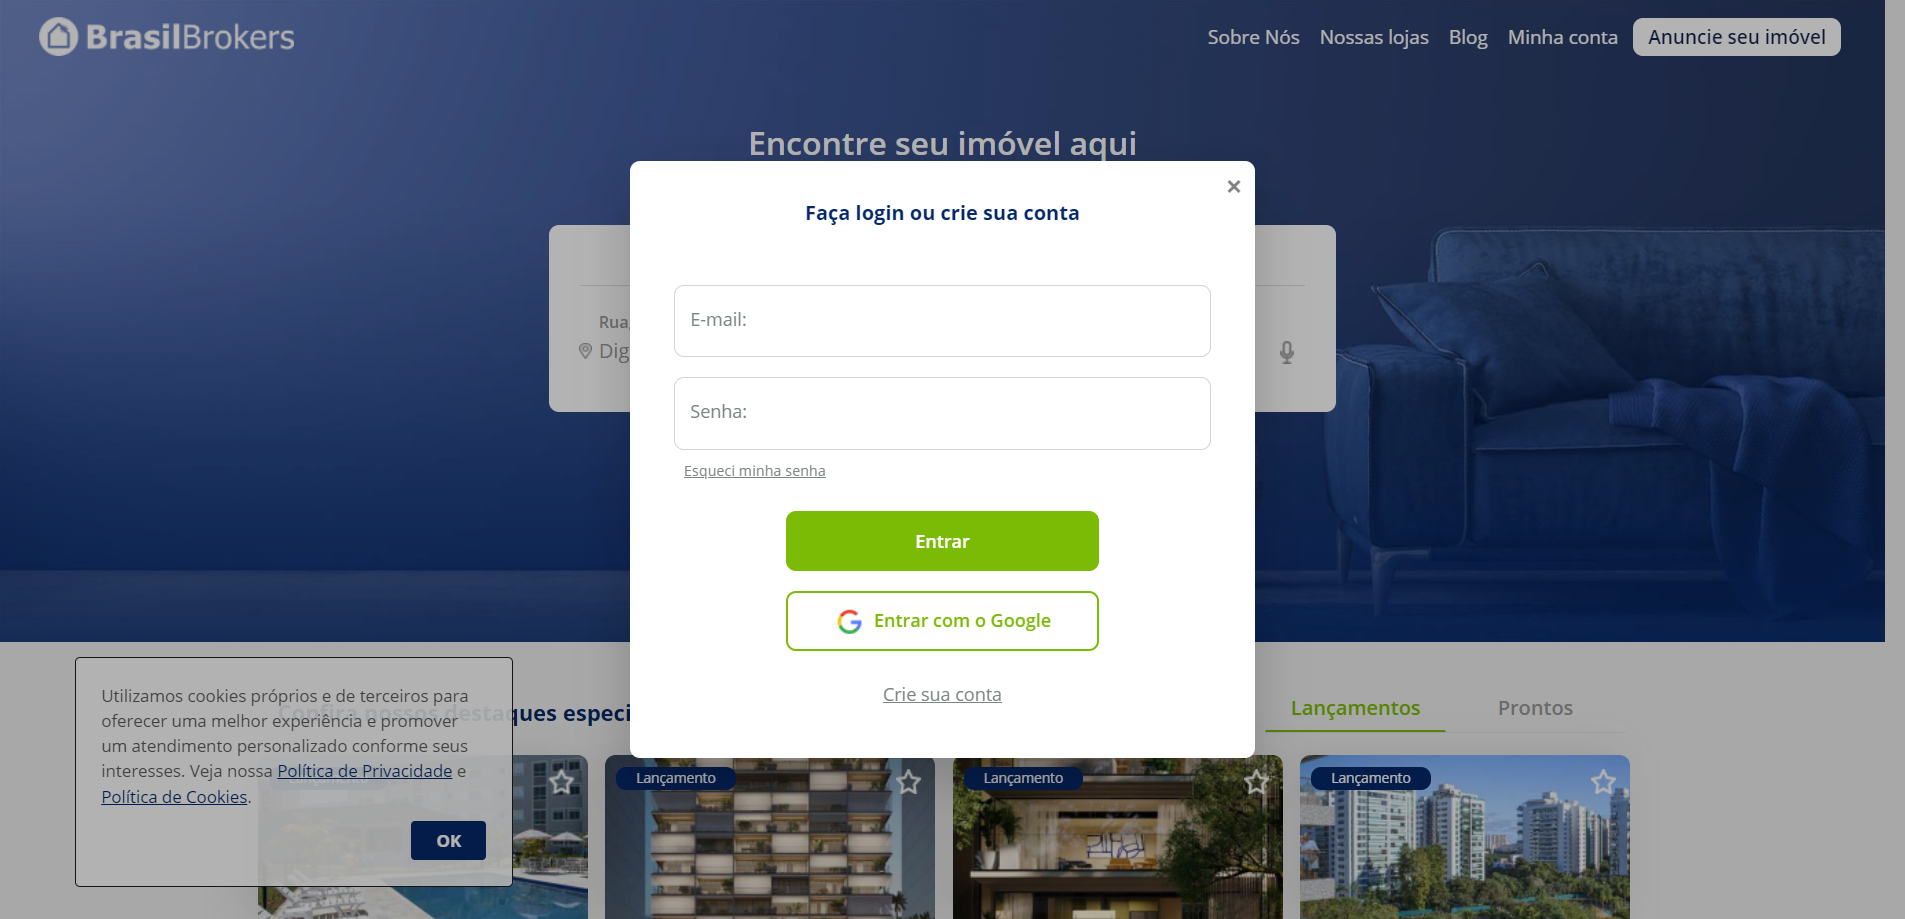 BrasilBrokers
Sobre Nós
Nossas lojas
Blog
Minha conta
Anuncie seu imóvel
Encontre seu imóvel aqui
Faça login ou crie sua conta
E-mail:
Rua,
Dig
Senha:
Esqueci minha senha
Entrar
Entrar com o Google
Crie sua conta
Confira nossos destaques especi
Lançamentos
Prontos
Utilizamos cookies próprios e de terceiros para
oferecer uma melhor experiência e promover
um atendimento personalizado conforme seus
interesses. Veja nossa Política de Privacidade e
Política de Cookies.
OK
Lançamento
Lançamento
Lançamento